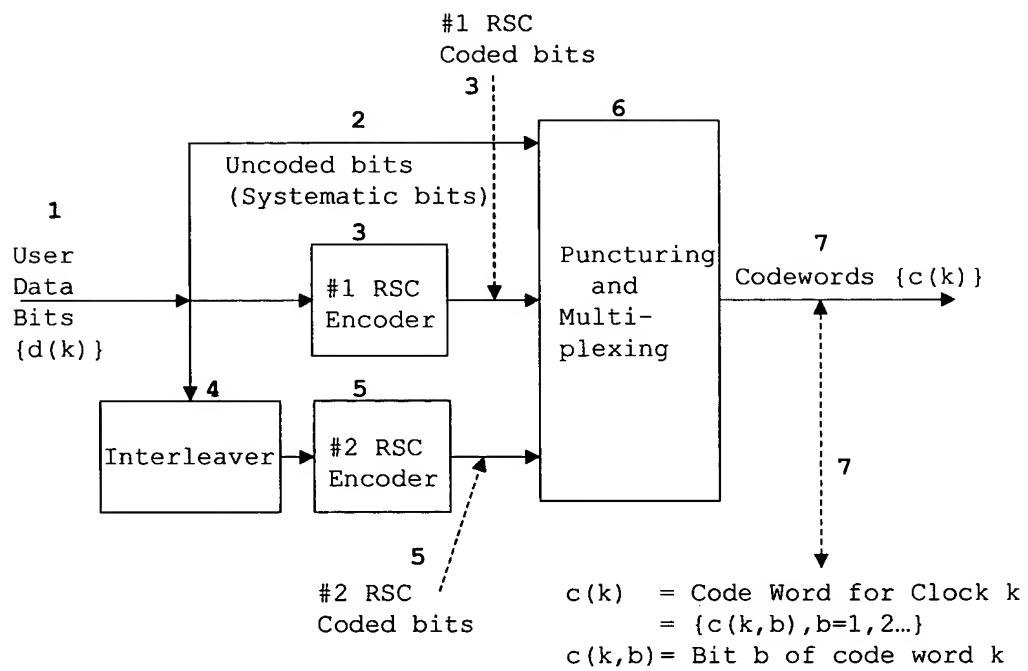 #1 RSC
Coded bits
3
6
2
Uncoded bits
(Systematic bits)
1
3
7
User
Data
Bits
{d(k)}
#1 RSC
Encoder
Puncturing
and
Multi-
plexing
Codewords {c(k)}
4
5
Interleaver
#2 RSC
Encoder
7
5
#2 RSC
Coded bits
c(k) = Code Word for Clock k
= {c(k,b),b=1,2…}
c(k,b)= Bit b of code word k